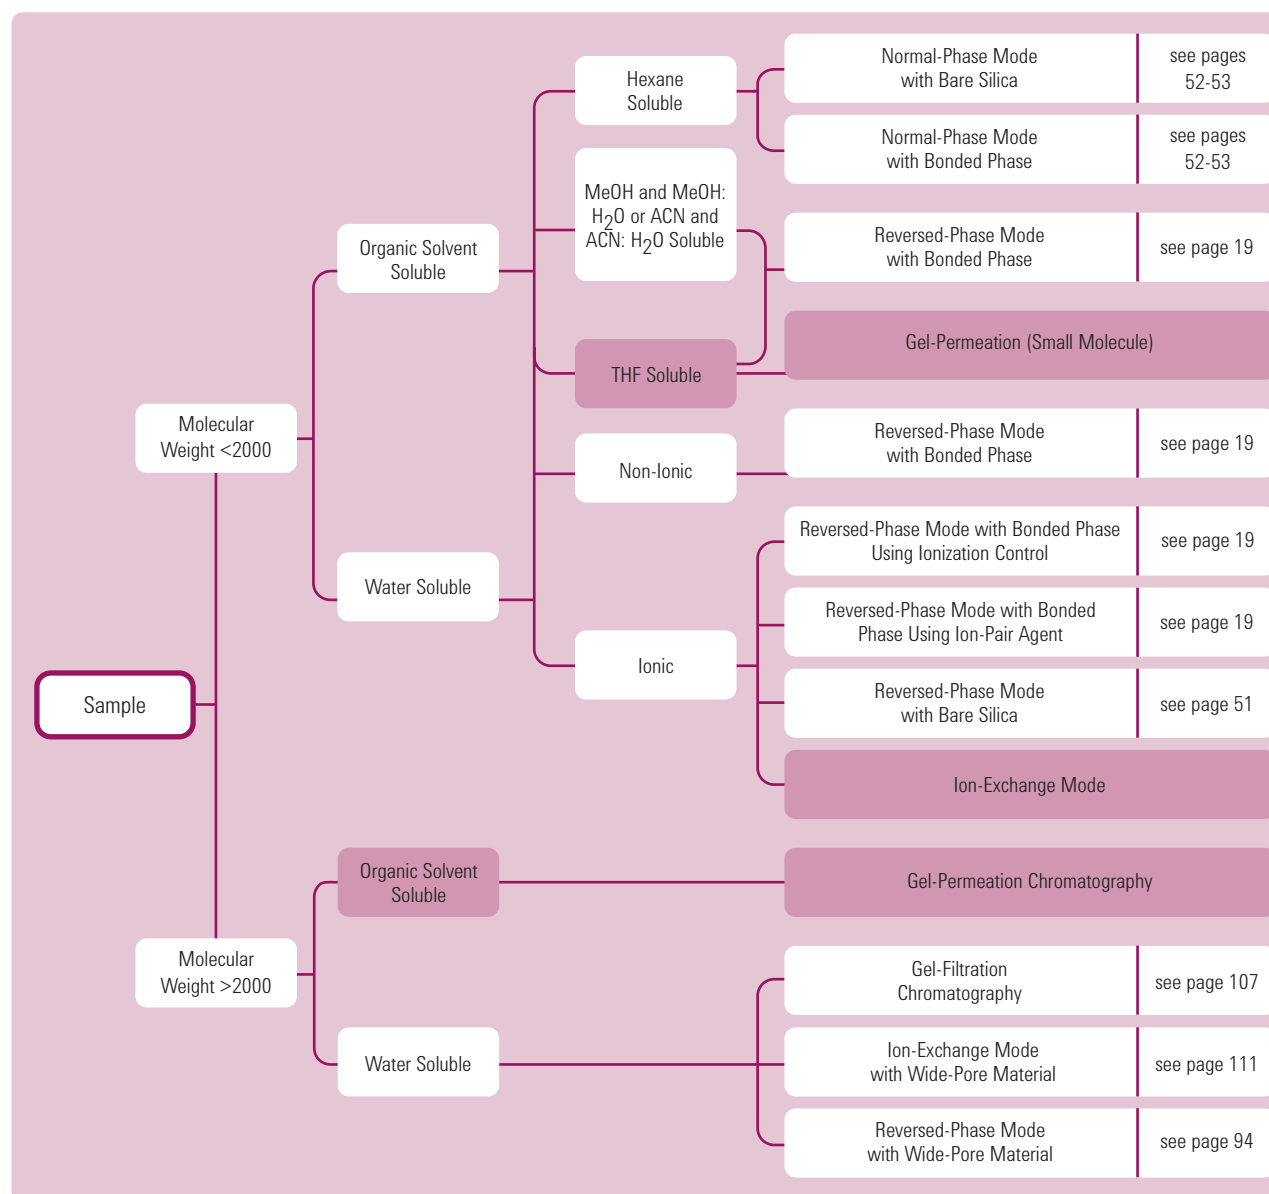 Sample
Molecular
Weight <2000
Organic Solvent
Soluble
Hexane
Soluble
Normal-Phase Mode
with Bare Silica
see pages
52-53
Normal-Phase Mode
with Bonded Phase
see pages
52-53
MeOH and MeOH:
H2O or ACN and
ACN: H2O Soluble
Reversed-Phase Mode
with Bonded Phase
see page 19
THF Soluble
Gel-Permeation (Small Molecule)
Water Soluble
Non-Ionic
Reversed-Phase Mode
with Bonded Phase
see page 19
Ionic
Reversed-Phase Mode with Bonded Phase
Using Ionization Control
see page 19
Reversed-Phase Mode with Bonded
Phase Using Ion-Pair Agent
see page 19
Reversed-Phase Mode
with Bare Silica
see page 51
Ion-Exchange Mode
Molecular
Weight >2000
Organic Solvent
Soluble
Gel-Permeation Chromatography
Water Soluble
Gel-Filtration
Chromatography
see page 107
Ion-Exchange Mode
with Wide-Pore Material
see page 111
Reversed-Phase Mode
with Wide-Pore Material
see page 94